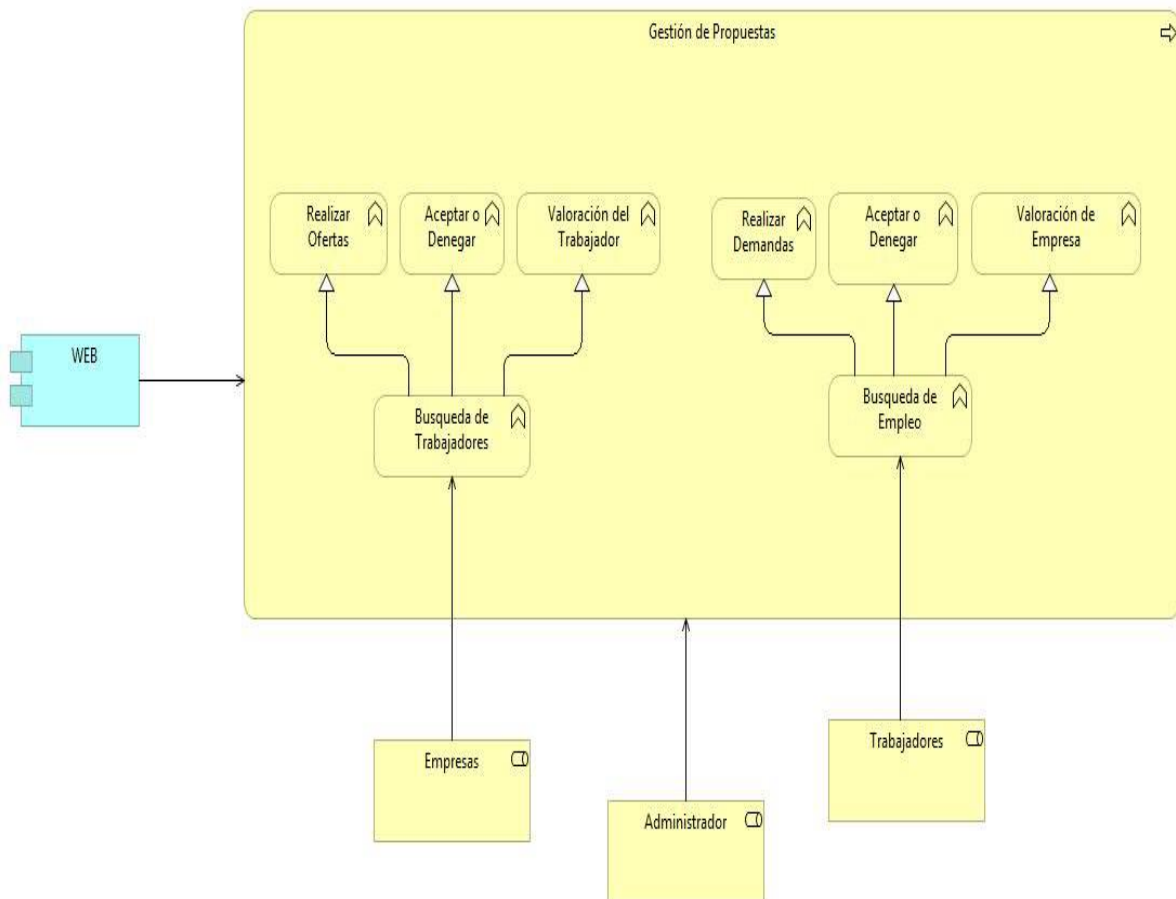 Gestión de Propuestas
Realizar
Ofertas
Aceptar o
Denegar
Valoración del
Trabajador
Realizar
Demandas
Aceptar o
Denegar
Valoración de
Empresa
WEB
Busqueda de
Trabajadores
Busqueda de
Empleo
Empresas
Administrador
Trabajadores